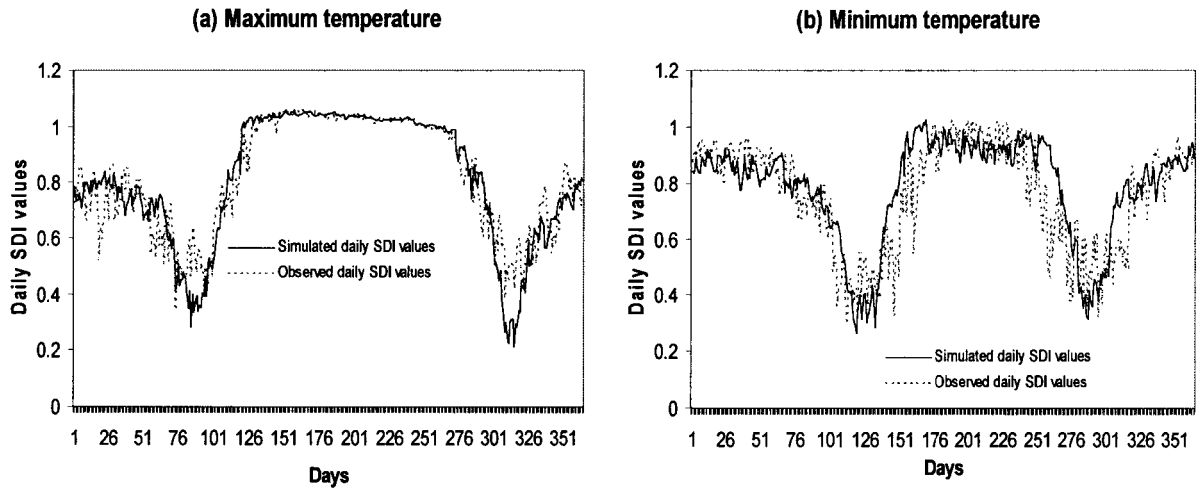 (a) Maximum temperature
1.2
1
0.8
0.6
0.4
0.2
0
Daily SDI values
Simulated daily SDI values
Observed daily SDI values
1 26 51 76 101 126 151 176 201 226 251 276 301 326 351
Days
(b) Minimum temperature
1.2
1
0.8
0.6
0.4
0.2
0
Daily SDI values
Simulated daily SDI values
Observed daily SDI values
1 26 51 76 101 126 151 176 201 226 251 276 301 326 351
Days